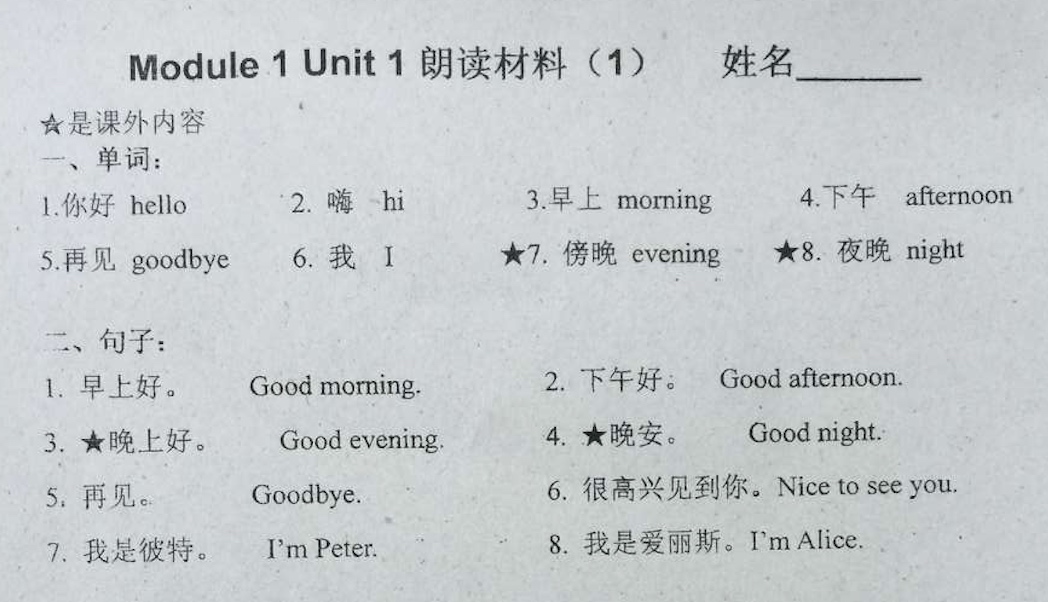 Module 1 Unit 1 朗读材料（1） 姓名______
☆是课外内容
一、单词：
1.你好 hello 2. 嗨 hi 3.早上 morning 4.下午 afternoon
5.再见 goodbye 6. 我 I ★7. 傍晚 evening ★8. 夜晚 night
二、句子：
1. 早上好。 Good morning. 2. 下午好。 Good afternoon.
3. ★晚上好。 Good evening. 4. ★晚安。 Good night.
5. 再见。 Goodbye. 6. 很高兴见到你。Nice to see you.
7. 我是彼特。 I'm Peter. 8. 我是爱丽斯。I'm Alice.